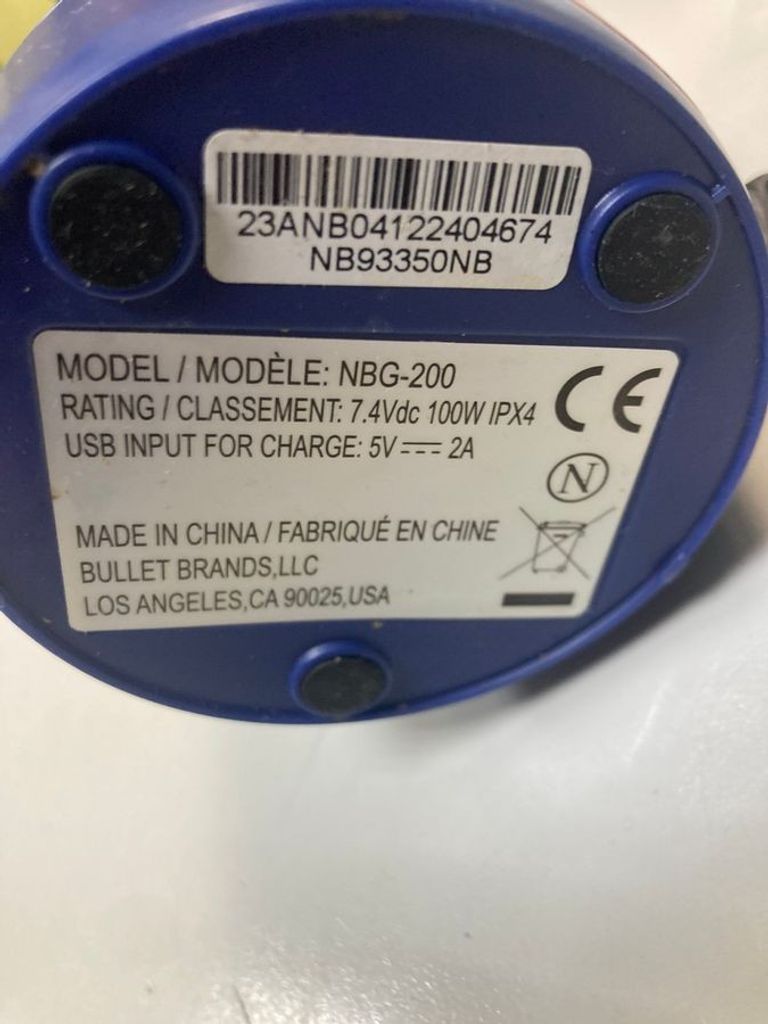 23ANB04122404674
NB93350NB
MODEL / MODÈLE: NBG-200
RATING / CLASSEMENT: 7.4Vdc 100W IPX4
USB INPUT FOR CHARGE: 5V ⎓ 2A
CE
N
MADE IN CHINA / FABRIQUÉ EN CHINE
BULLET BRANDS,LLC
LOS ANGELES,CA 90025,USA